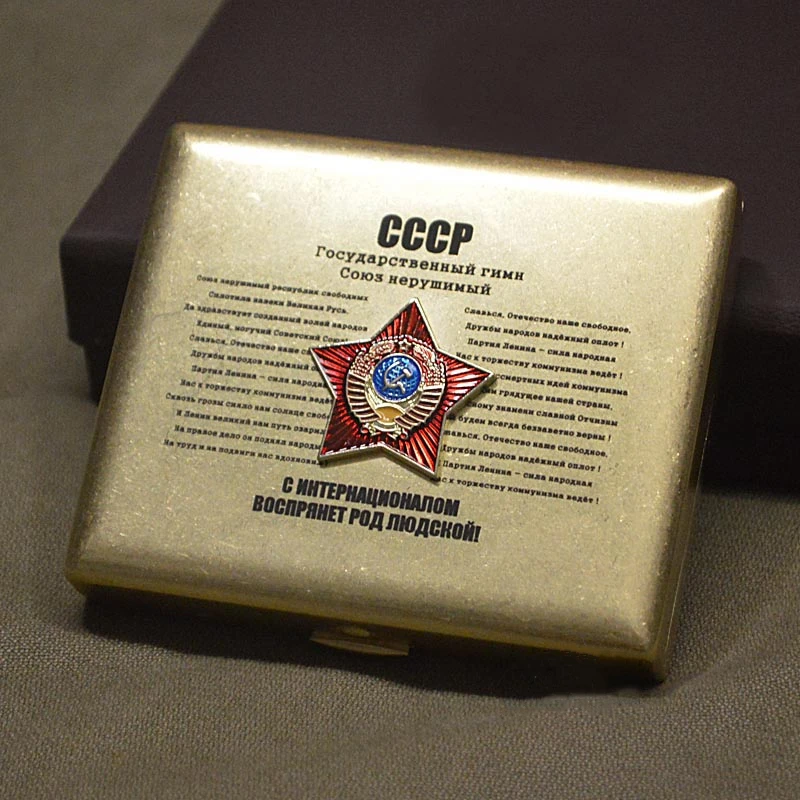 СССР
Государственный гимн
Союз нерушимый
Союз нерушимый республик свободных
Сплотила навеки Великая Русь.
Да здравствует созданный волей народов
Единый, могучий Советский Союз
Славься, Отечество наше
Дружбы народов надёжный
Партия Ленина — сила народная
Нас к торжеству коммунизма
Сквозь грозы сияло нам солнце
И Ленин великий нам путь озарил
На правое дело он поднял народы
На труд и на подвиги нас вдохновил
Славься, Отечество наше свободное,
Дружбы народов надёжный оплот !
Партия Ленина — сила народная
Нас к торжеству коммунизма ведёт !
идей коммунизма
грядущее нашей страны,
знамени славной Отчизны
будем всегда беззаветно верны !
Славься, Отечество наше свободное,
Дружбы народов надёжный оплот !
Партия Ленина — сила народная
к торжеству коммунизма ведёт !
С ИНТЕРНАЦИОНАЛОМ
ВОСПРЯНЕТ РОД ЛЮДСКОЙ!